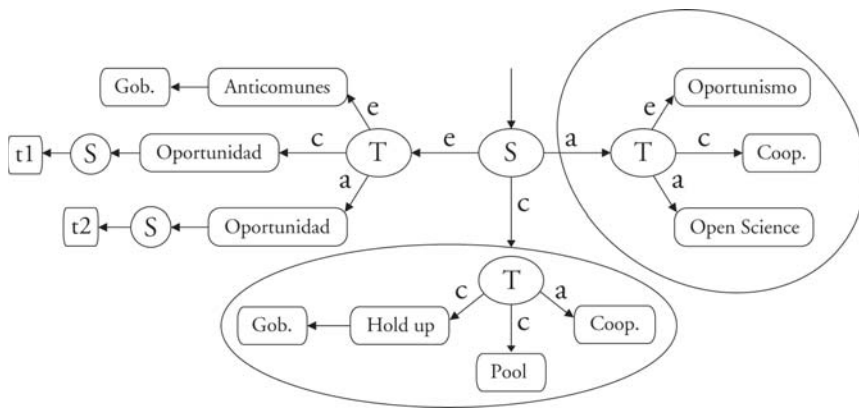 Gob.
Anticomunes
Oportunismo
e
e
t1
S
Oportunidad
c
T
e
S
a
T
c
Coop.
a
a
t2
S
Oportunidad
c
Open Science
T
c
a
Gob.
Hold up
c
Coop.
Pool